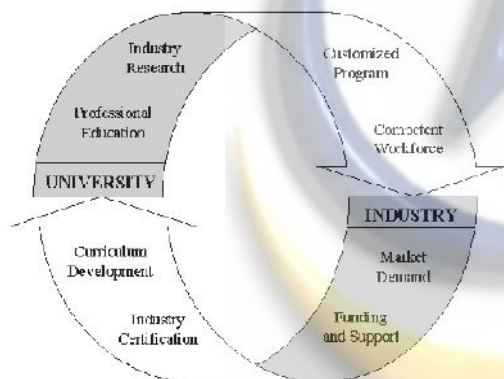 Industry
Research
Professional
Education
UNIVERSITY
Customized
Program
Competent
Workforce
INDUSTRY
Market
Demand
Funding
and Support
Curriculum
Development
Industry
Certification